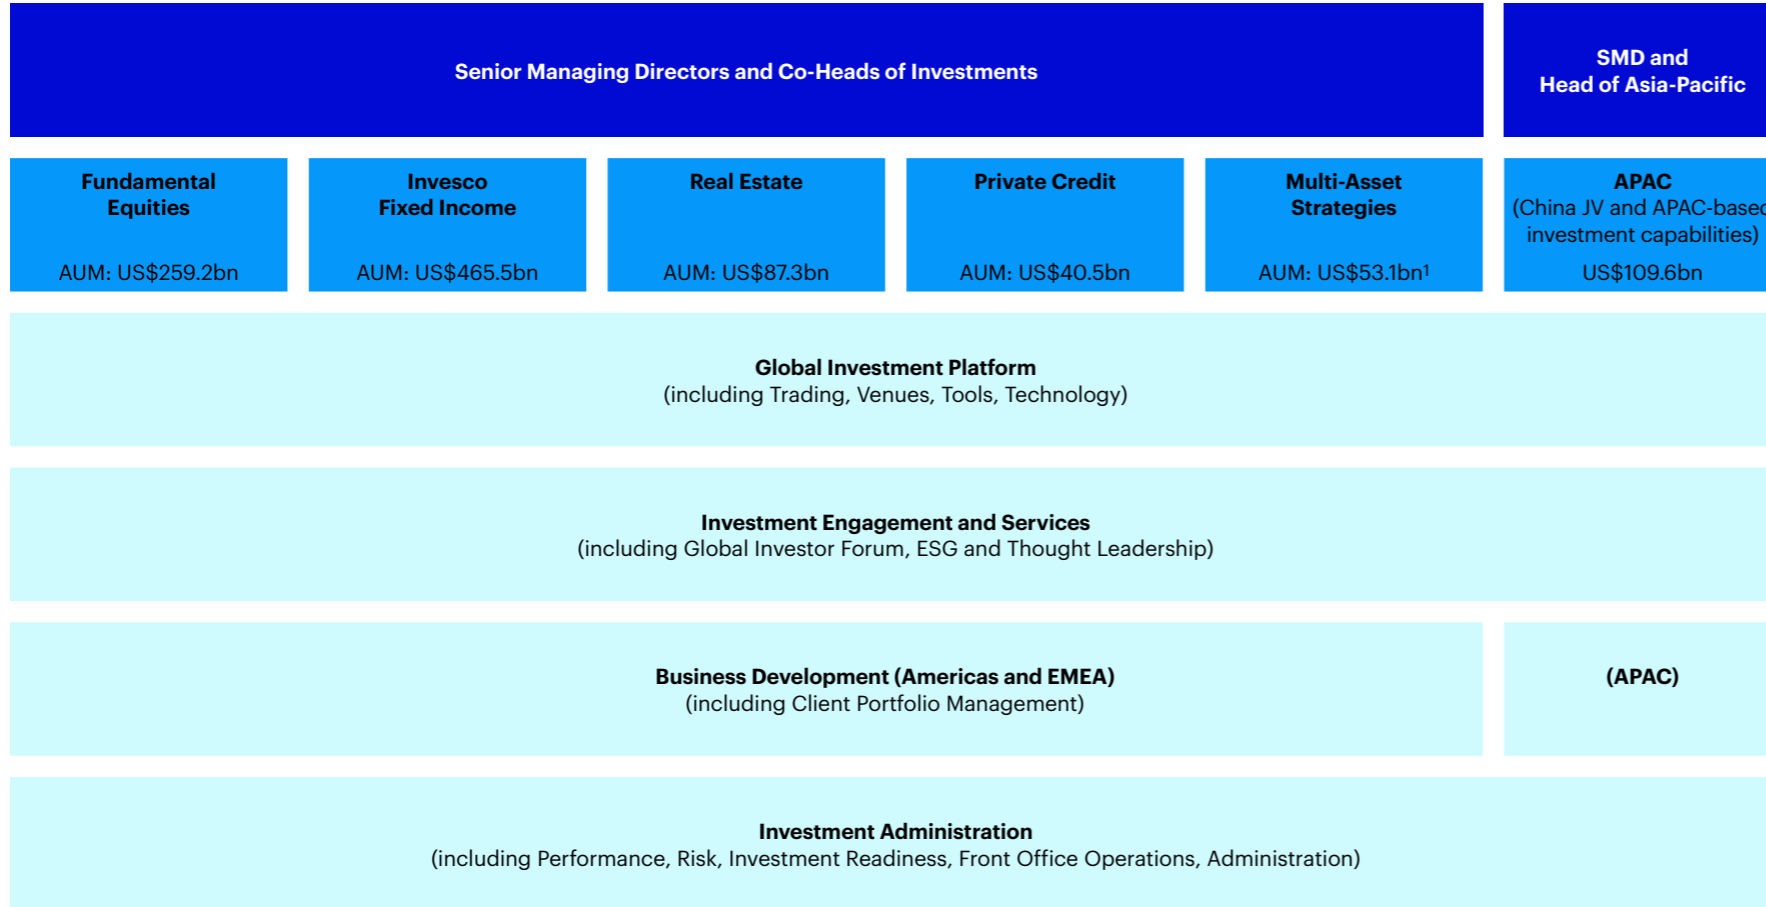 Senior Managing Directors and Co-Heads of Investments
SMD and
Head of Asia-Pacific
Fundamental
Equities
AUM: US$259.2bn
Invesco
Fixed Income
AUM: US$465.5bn
Real Estate
AUM: US$87.3bn
Private Credit
AUM: US$40.5bn
Multi-Asset
Strategies
AUM: US$53.1bn¹
APAC
(China JV and APAC-based
investment capabilities)
US$109.6bn
Global Investment Platform
(including Trading, Venues, Tools, Technology)
Investment Engagement and Services
(including Global Investor Forum, ESG and Thought Leadership)
Business Development (Americas and EMEA)
(including Client Portfolio Management)
(APAC)
Investment Administration
(including Performance, Risk, Investment Readiness, Front Office Operations, Administration)